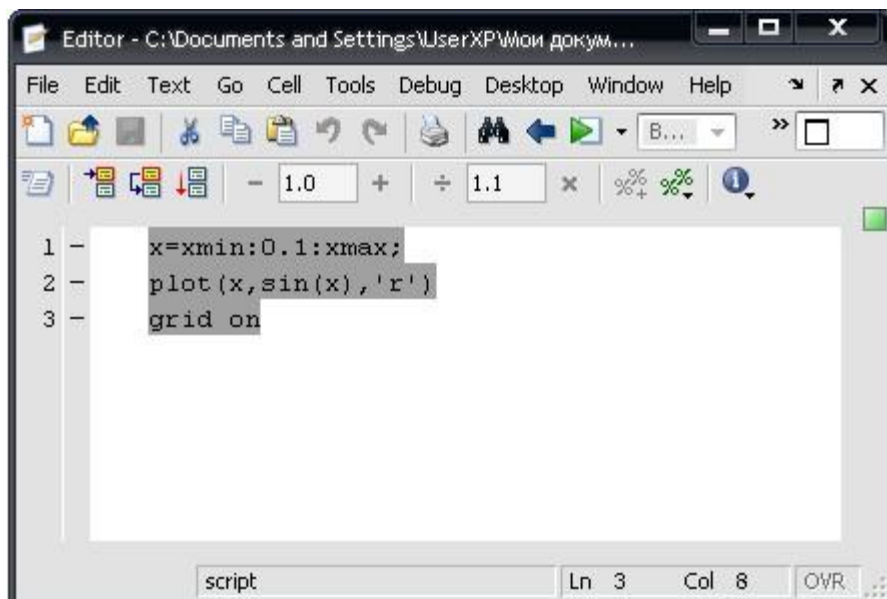 Editor - C:\Documents and Settings\UserXP\Мои докум...
File Edit Text Go Cell Tools Debug Desktop Window Help
B...
- 1.0 + ÷ 1.1 ×
1 - x=xmin:0.1:xmax;
2 - plot(x,sin(x),'r')
3 - grid on
script Ln 3 Col 8 OVR